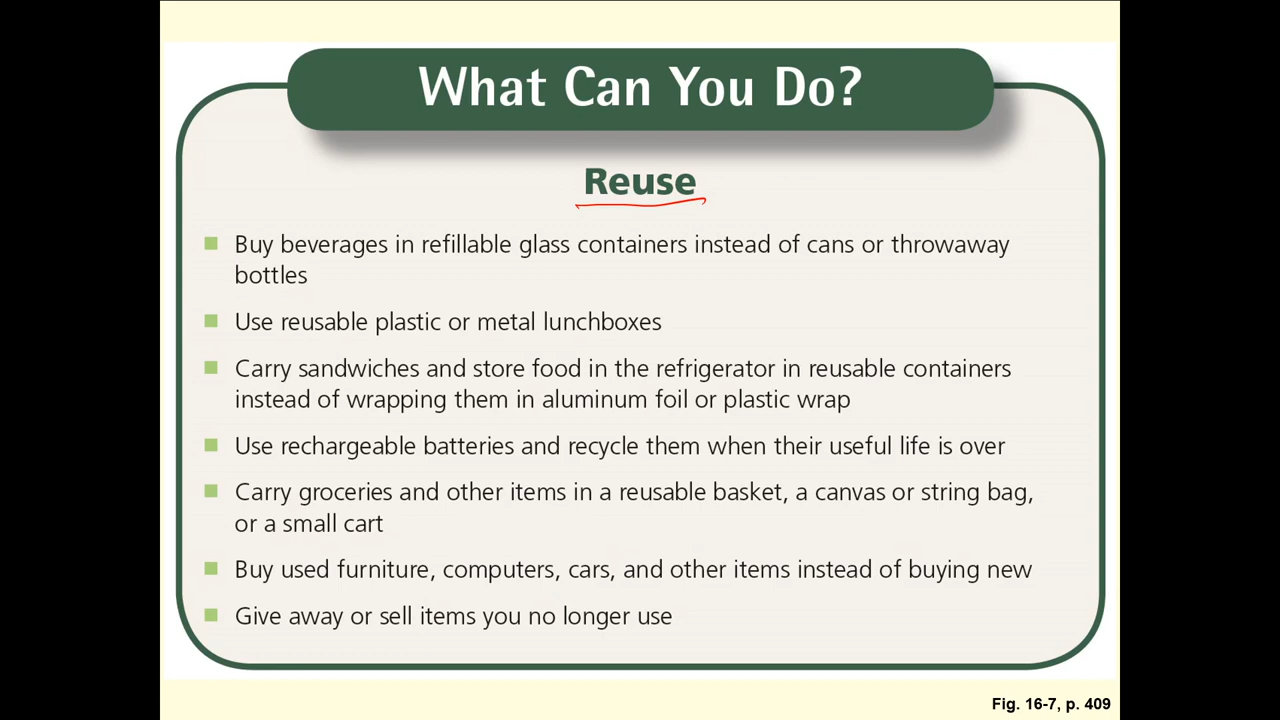 What Can You Do?
Reuse
Buy beverages in refillable glass containers instead of cans or throwaway
bottles
Use reusable plastic or metal lunchboxes
Carry sandwiches and store food in the refrigerator in reusable containers
instead of wrapping them in aluminum foil or plastic wrap
Use rechargeable batteries and recycle them when their useful life is over
Carry groceries and other items in a reusable basket, a canvas or string bag,
or a small cart
Buy used furniture, computers, cars, and other items instead of buying new
Give away or sell items you no longer use
Fig. 16-7, p. 409